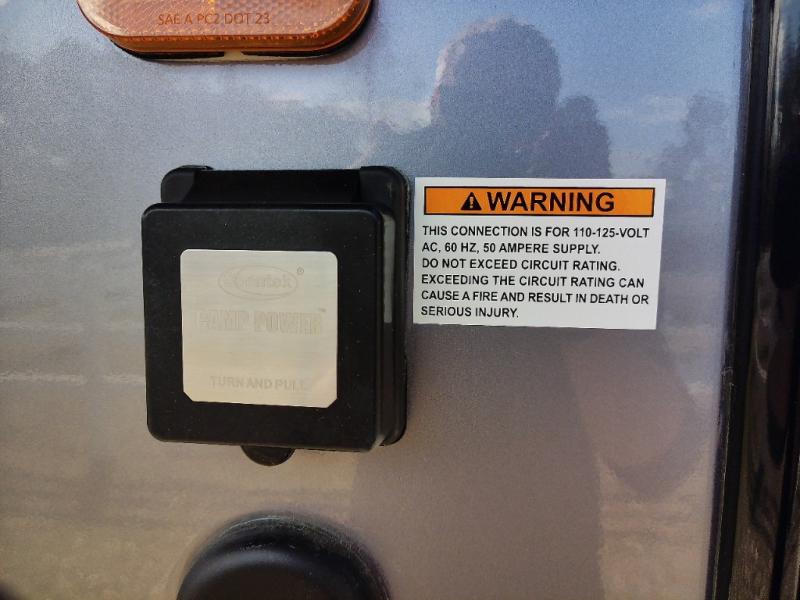 SAE A PC2 DOT 23
WARNING
THIS CONNECTION IS FOR 110-125-VOLT
AC, 60 HZ, 50 AMPERE SUPPLY.
DO NOT EXCEED CIRCUIT RATING.
EXCEEDING THE CIRCUIT RATING CAN
CAUSE A FIRE AND RESULT IN DEATH OR
SERIOUS INJURY.
®
CAMP POWER™
TURN AND PULL